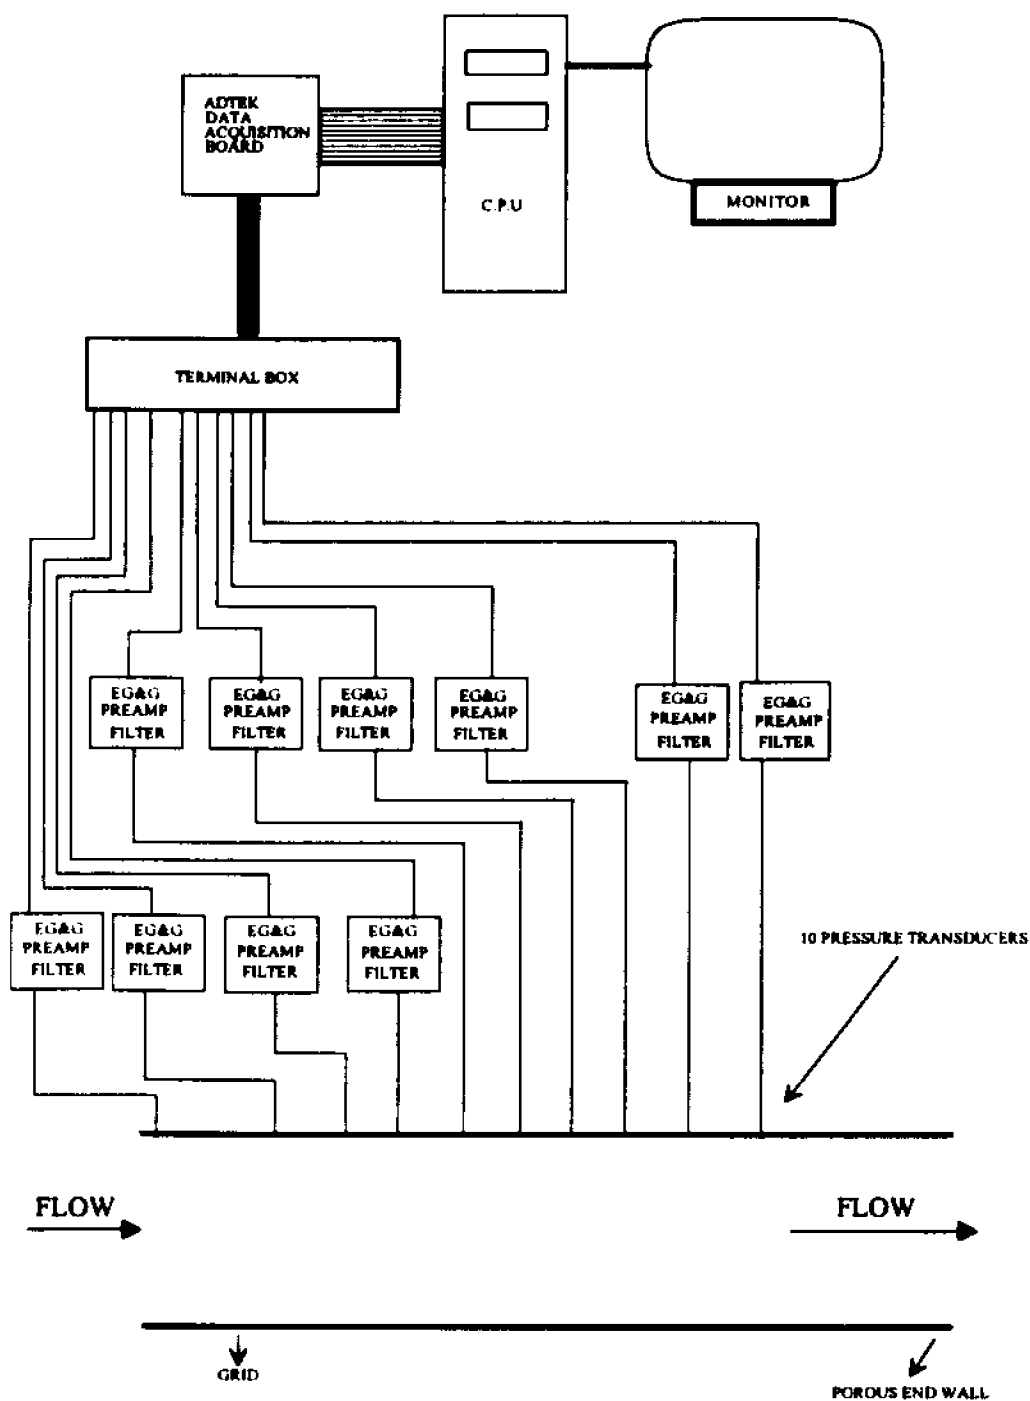 ADTEK
DATA
ACQUISITION
BOARD
C.P.U
MONITOR
TERMINAL BOX
EG&G
PREAMP
FILTER
EG&G
PREAMP
FILTER
EG&G
PREAMP
FILTER
EG&G
PREAMP
FILTER
EG&G
PREAMP
FILTER
EG&G
PREAMP
FILTER
EG&G
PREAMP
FILTER
EG&G
PREAMP
FILTER
EG&G
PREAMP
FILTER
EG&G
PREAMP
FILTER
10 PRESSURE TRANSDUCERS
FLOW
FLOW
GRID
POROUS END WALL